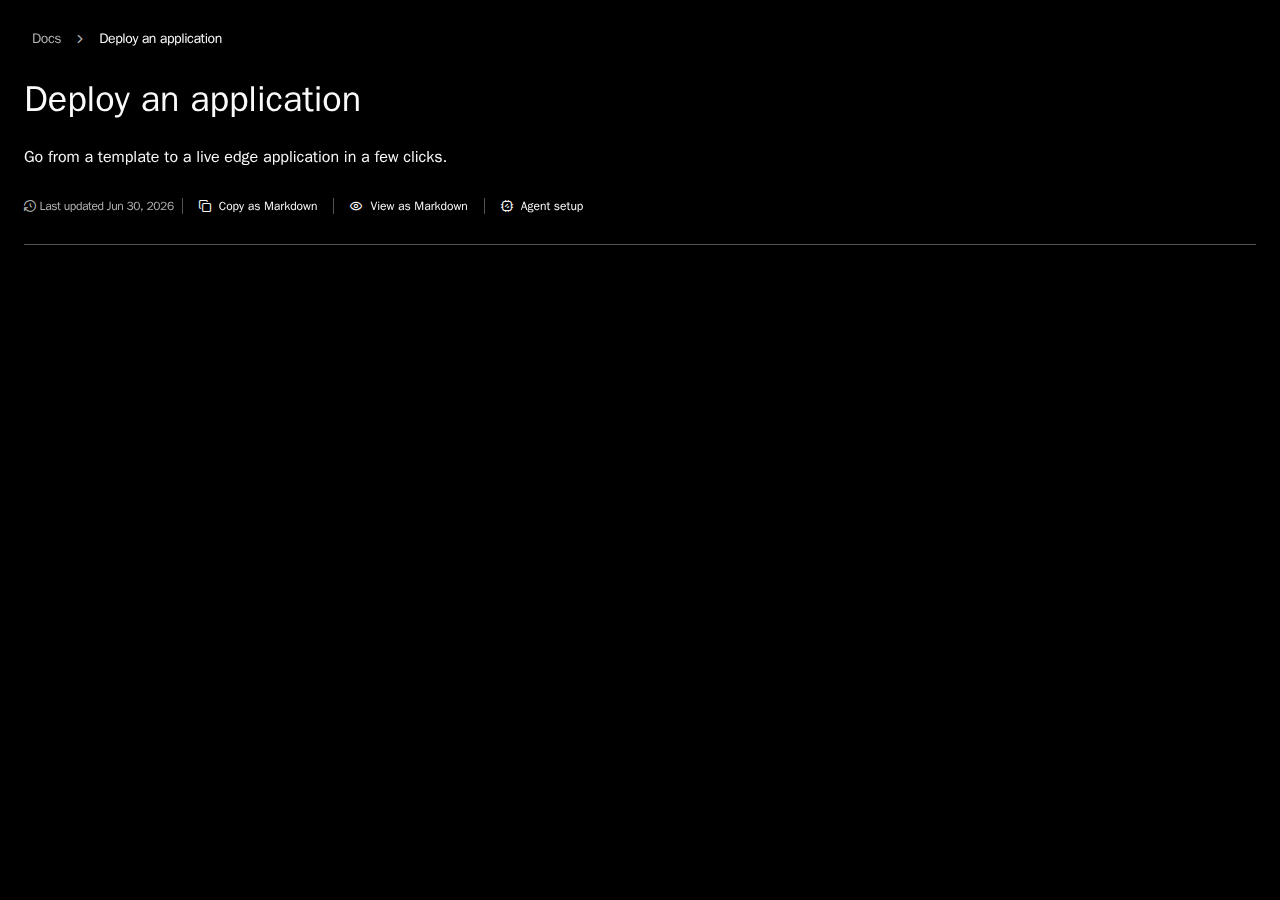 Docs > Deploy an application
Deploy an application
Go from a template to a live edge application in a few clicks.
Last updated Jun 30, 2026 | Copy as Markdown | View as Markdown | Agent setup